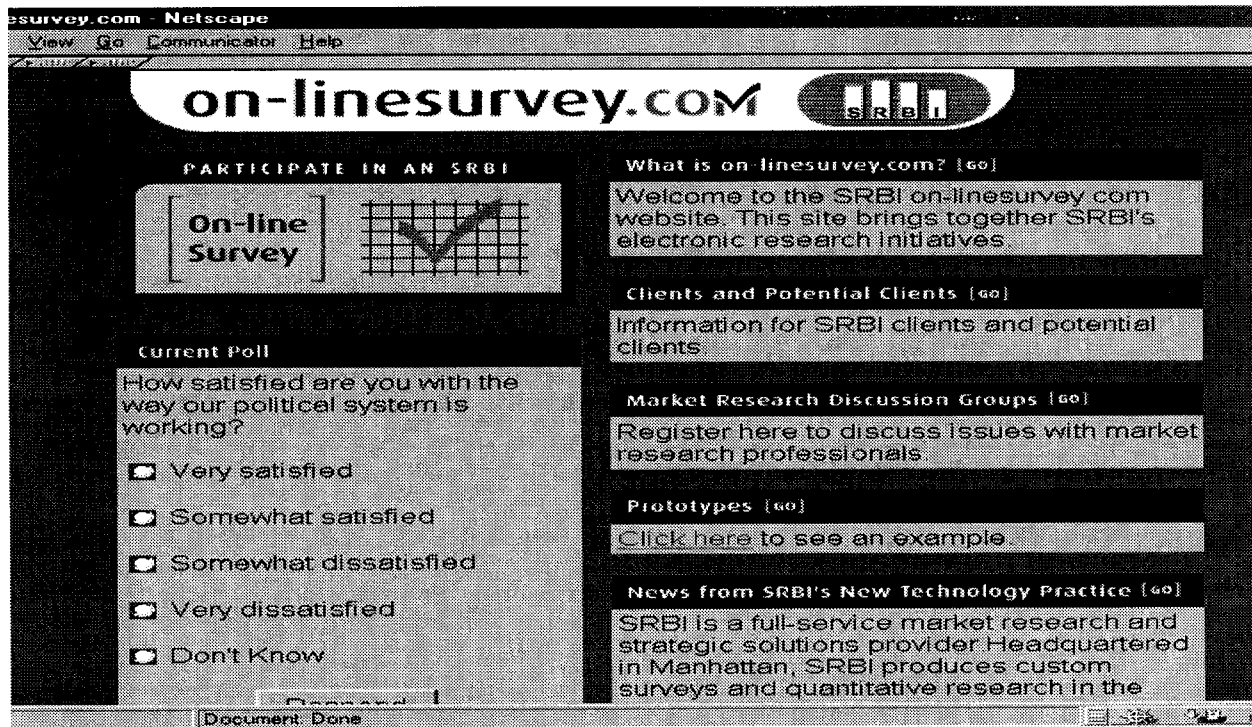 esurvey.com - Netscape
View Go Communicator Help
on-linesurvey.com SRBI
PARTICIPATE IN AN SRBI
On-line
Survey
Current Poll
How satisfied are you with the
way our political system is
working?
Very satisfied
Somewhat satisfied
Somewhat dissatisfied
Very dissatisfied
Don't Know
What is on-linesurvey.com? [GO]
Welcome to the SRBI on-linesurvey.com
website. This site brings together SRBI's
electronic research initiatives.
Clients and Potential Clients [GO]
Information for SRBI clients and potential
clients.
Market Research Discussion Groups [GO]
Register here to discuss issues with market
research professionals.
Prototypes [GO]
Click here to see an example.
News from SRBI's New Technology Practice [GO]
SRBI is a full-service market research and
strategic solutions provider Headquartered
in Manhattan, SRBI produces custom
surveys and quantitative research in the
Document: Done